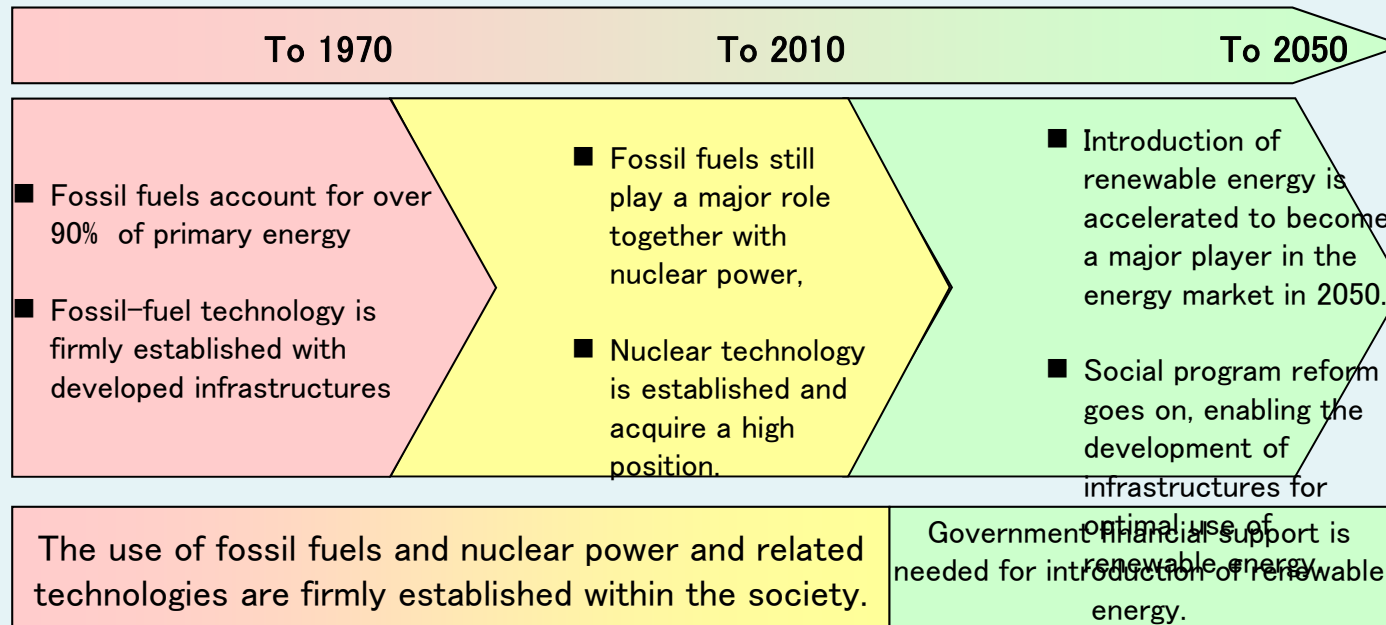 To 1970
To 2010
To 2050
■ Fossil fuels account for over
90% of primary energy
■ Fossil-fuel technology is
firmly established with
developed infrastructures
■ Fossil fuels still
play a major role
together with
nuclear power,
■ Nuclear technology
is established and
acquire a high
position.
■ Introduction of
renewable energy is
accelerated to become
a major player in the
energy market in 2050.
■ Social program reform
goes on, enabling the
development of
infrastructures for
optimal use of
renewable energy.
The use of fossil fuels and nuclear power and related
technologies are firmly established within the society.
Government financial support is
needed for introduction of renewable
energy.